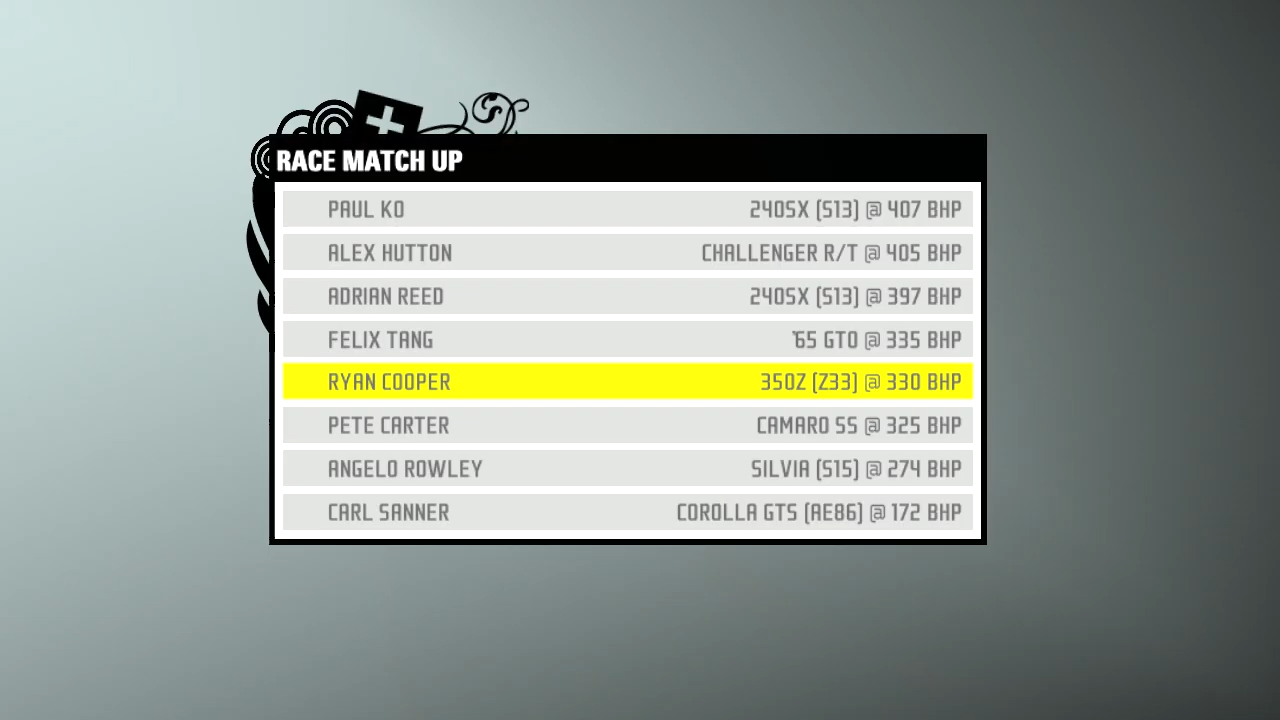 RACE MATCH UP
PAUL KO 240SX (S13) @ 407 BHP
ALEX HUTTON CHALLENGER R/T @ 405 BHP
ADRIAN REED 240SX (S13) @ 397 BHP
FELIX TANG '65 GTO @ 335 BHP
RYAN COOPER 350Z (Z33) @ 330 BHP
PETE CARTER CAMARO SS @ 325 BHP
ANGELO ROWLEY SILVIA (S15) @ 274 BHP
CARL SANNER COROLLA GTS (AE86) @ 172 BHP